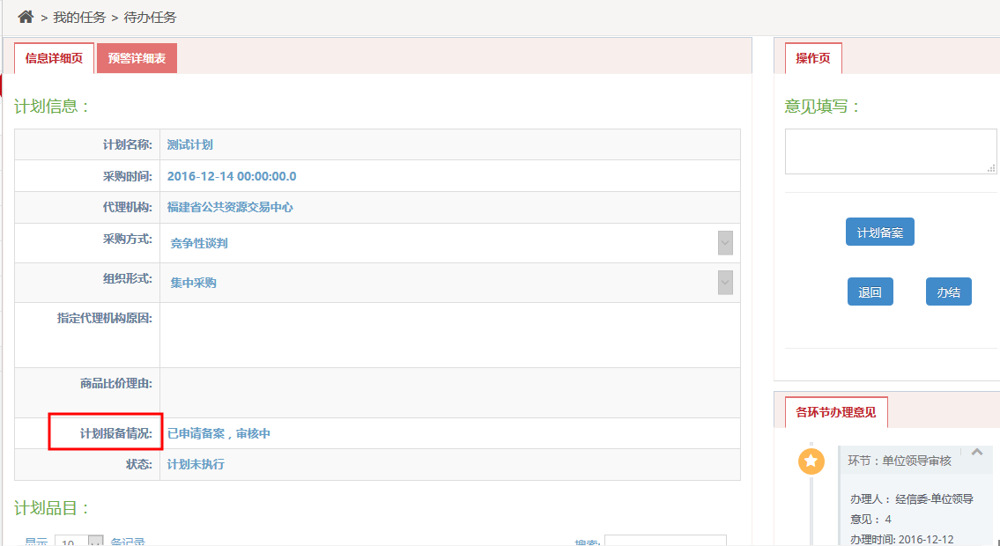 > 我的任务 > 待办任务
信息详细页 预警详细表
计划信息：
计划名称: 测试计划
采购时间: 2016-12-14 00:00:00.0
代理机构: 福建省公共资源交易中心
采购方式: 竞争性谈判
组织形式: 集中采购
指定代理机构原因:
商品比价理由:
计划报备情况: 已申请备案，审核中
状态: 计划未执行
计划品目：
显示 10 条记录 搜索:
操作页
意见填写：
计划备案
退回 办结
各环节办理意见
环节：单位领导审核
办理人： 经信委-单位领导
意见： 4
办理时间: 2016-12-12